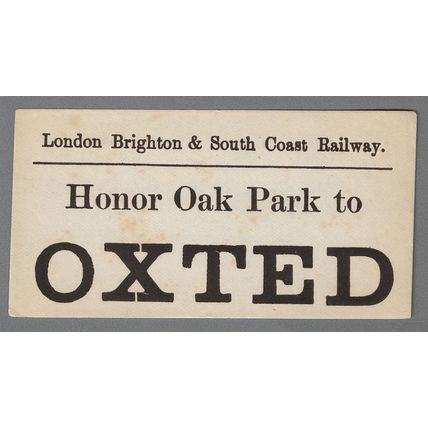 London Brighton & South Coast Railway.
Honor Oak Park to
OXTED